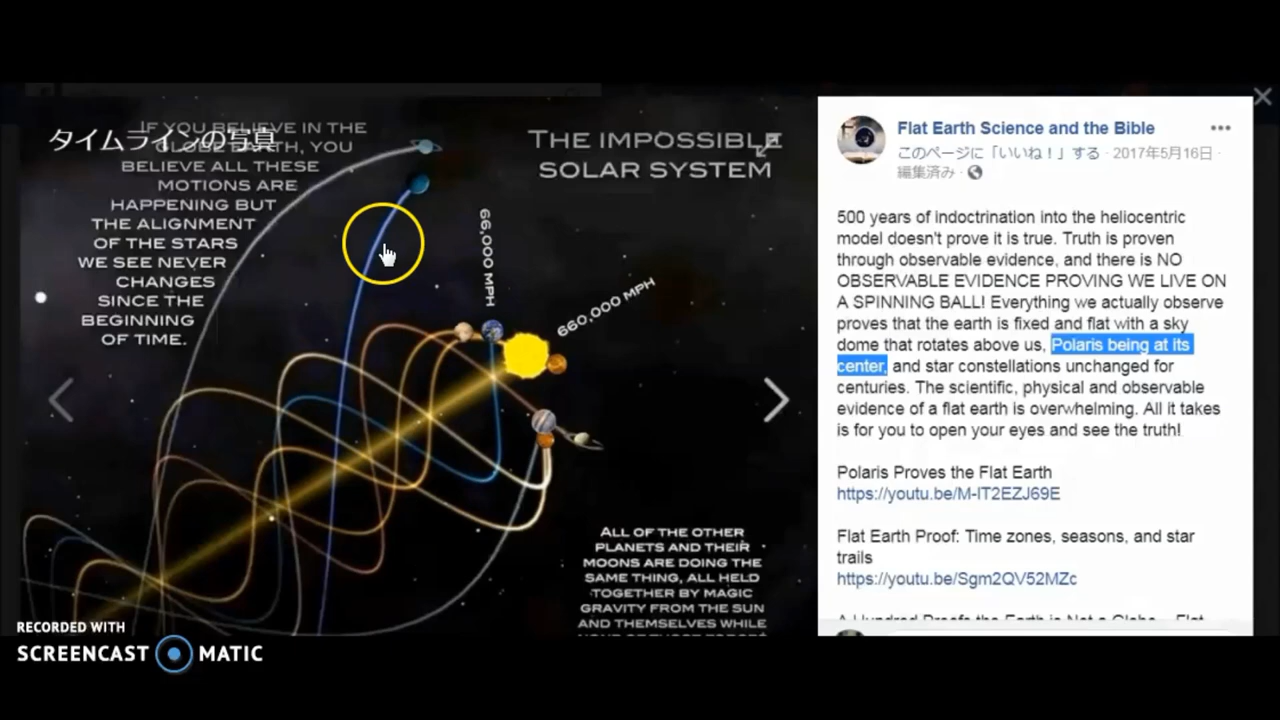 タイムラインの写真
IF YOU BELIEVE IN THE
GLOBE EARTH, YOU
BELIEVE ALL THESE
MOTIONS ARE
HAPPENING BUT
THE ALIGNMENT
OF THE STARS
WE SEE NEVER
CHANGES
SINCE THE
BEGINNING
OF TIME.
THE IMPOSSIBLE
SOLAR SYSTEM
66,000 MPH
660,000 MPH
ALL OF THE OTHER
PLANETS AND THEIR
MOONS ARE DOING THE
SAME THING, ALL HELD
TOGETHER BY MAGIC
GRAVITY FROM THE SUN
AND THEMSELVES WHILE
Flat Earth Science and the Bible
このページに「いいね！」する · 2017年5月16日 ·
編集済み ·
500 years of indoctrination into the heliocentric
model doesn't prove it is true. Truth is proven
through observable evidence, and there is NO
OBSERVABLE EVIDENCE PROVING WE LIVE ON
A SPINNING BALL! Everything we actually observe
proves that the earth is fixed and flat with a sky
dome that rotates above us, Polaris being at its
center, and star constellations unchanged for
centuries. The scientific, physical and observable
evidence of a flat earth is overwhelming. All it takes
is for you to open your eyes and see the truth!
Polaris Proves the Flat Earth
https://youtu.be/M-IT2EZJ69E
Flat Earth Proof: Time zones, seasons, and star
trails
https://youtu.be/Sgm2QV52MZc
A Hundred Proofs the Earth is Not a Globe – Flat
RECORDED WITH
SCREENCAST MATIC